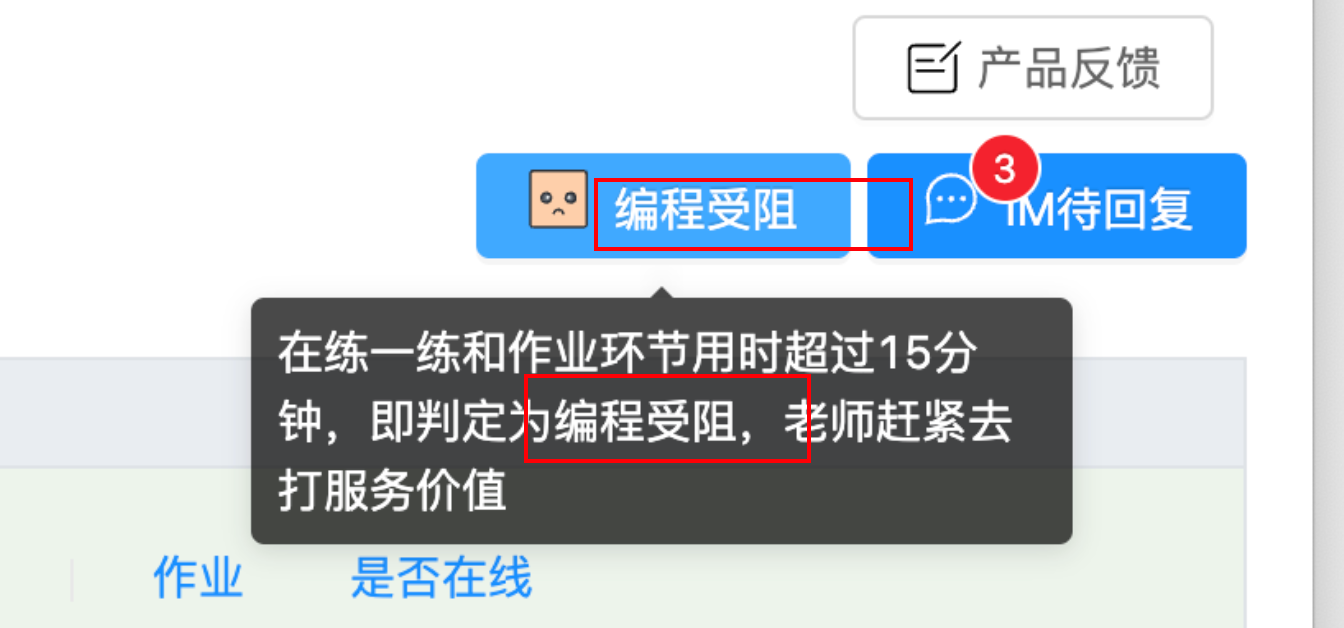 产品反馈
编程受阻
3
IM待回复
在练一练和作业环节用时超过15分
钟，即判定为编程受阻，老师赶紧去
打服务价值
作业
是否在线